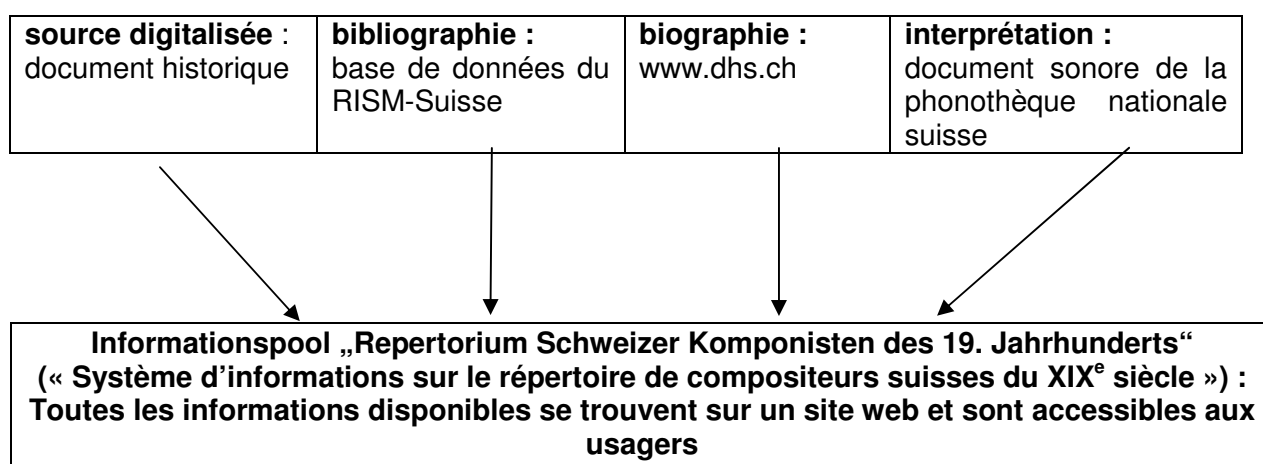 source digitalisée :
document historique
bibliographie :
base de données du
RISM-Suisse
biographie :
www.dhs.ch
interprétation :
document sonore de la
phonothèque nationale
suisse
Informationspool „Repertorium Schweizer Komponisten des 19. Jahrhunderts“
(« Système d’informations sur le répertoire de compositeurs suisses du XIXe siècle ») :
Toutes les informations disponibles se trouvent sur un site web et sont accessibles aux
usagers